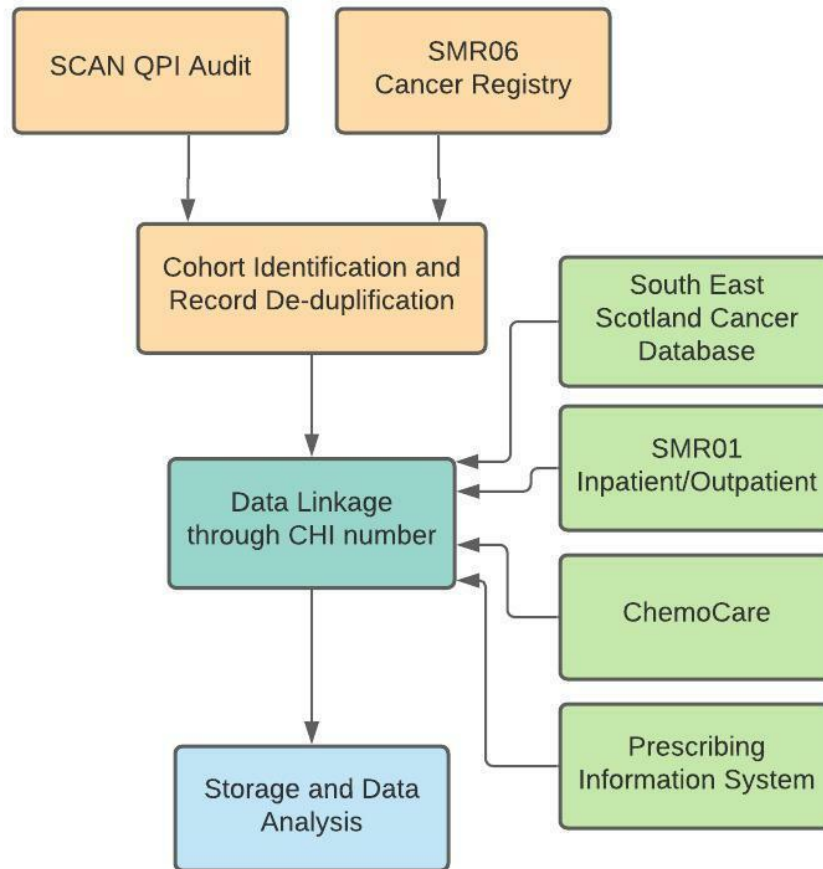 SCAN QPI Audit
SMR06
Cancer Registry
Cohort Identification and
Record De-duplification
South East
Scotland Cancer
Database
SMR01
Inpatient/Outpatient
Data Linkage
through CHI number
ChemoCare
Prescribing
Information System
Storage and Data
Analysis